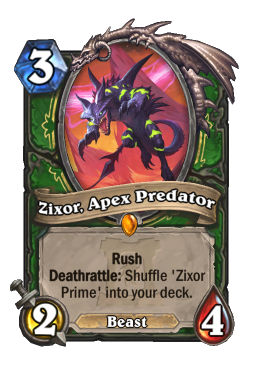 3
Zixor, Apex Predator
Rush
Deathrattle: Shuffle 'Zixor
Prime' into your deck.
2
Beast
4